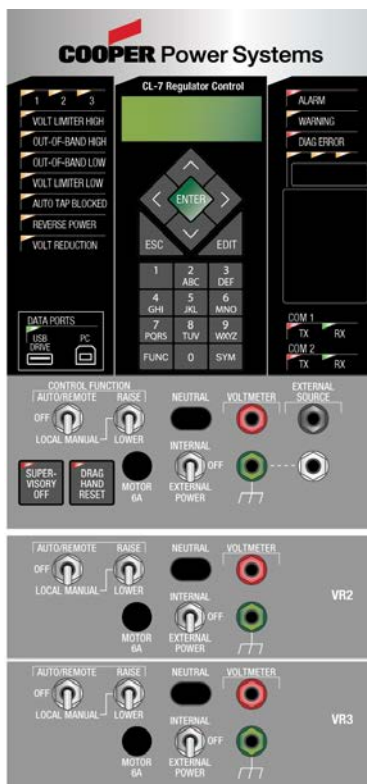 COOPER Power Systems
CL-7 Regulator Control
1 2 3
VOLT LIMITER HIGH
OUT-OF-BAND HIGH
OUT-OF-BAND LOW
VOLT LIMITER LOW
AUTO TAP BLOCKED
REVERSE POWER
VOLT REDUCTION
DATA PORTS
USB DRIVE
PC
ENTER
ESC
EDIT
1
2 ABC
3 DEF
4 GHI
5 JKL
6 MNO
7 PQRS
8 TUV
9 WXYZ
FUNC
0
SYM
ALARM
WARNING
DIAG ERROR
COM 1
TX RX
COM 2
TX RX
CONTROL FUNCTION
AUTO/REMOTE
OFF
LOCAL MANUAL
RAISE
LOWER
NEUTRAL
VOLTMETER
EXTERNAL SOURCE
SUPER-
VISORY
OFF
DRAG
HAND
RESET
MOTOR
6A
INTERNAL
OFF
EXTERNAL
POWER
AUTO/REMOTE
OFF
LOCAL MANUAL
RAISE
LOWER
NEUTRAL
VOLTMETER
MOTOR
6A
INTERNAL
OFF
EXTERNAL
POWER
VR2
AUTO/REMOTE
OFF
LOCAL MANUAL
RAISE
LOWER
NEUTRAL
VOLTMETER
MOTOR
6A
INTERNAL
OFF
EXTERNAL
POWER
VR3